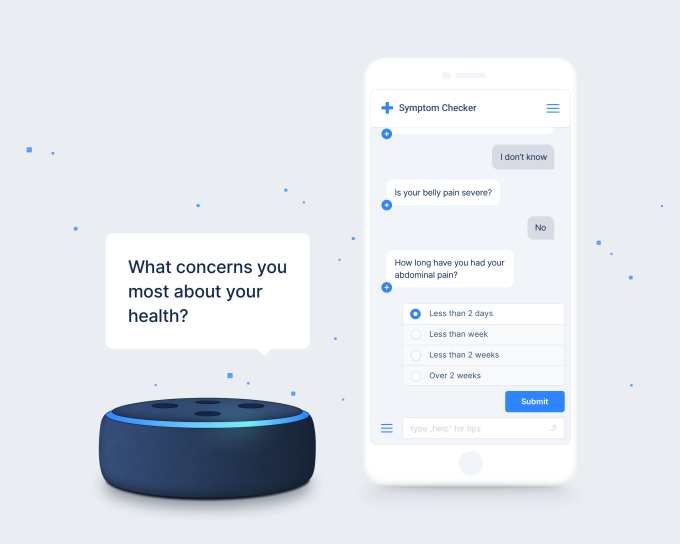 What concerns you
most about your
health?
Symptom Checker
I don't know
Is your belly pain severe?
No
How long have you had your
abdominal pain?
Less than 2 days
Less than week
Less than 2 weeks
Over 2 weeks
Submit
type „help" for tips